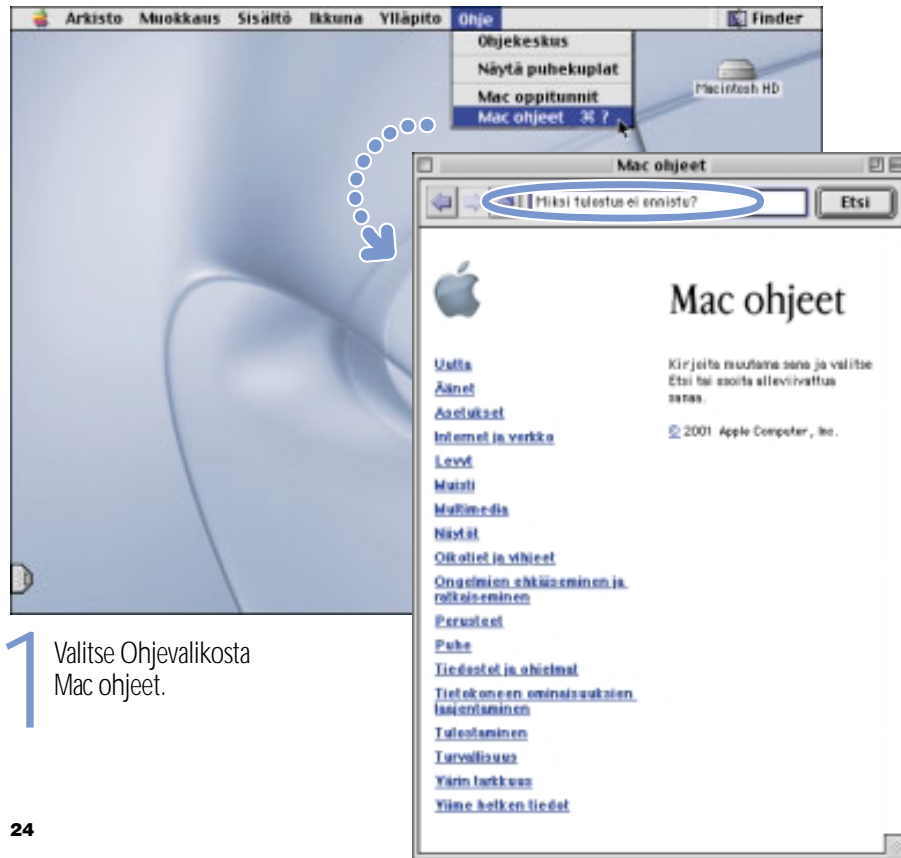 Arkisto Muokkaus Sisältö Ikkuna Ylläpito Ohje Finder
Ohjekeskus
Näytä puhekuplat
Mac oppitunnit
Mac ohjeet ⌘ ?
Macintosh HD
Mac ohjeet
Miksi tulostus ei onnistu?
Etsi
Mac ohjeet
Kirjoita muutama sana ja valitse
Etsi tai osoita alleviivattua
sanaa.
© 2001 Apple Computer, Inc.
Uutta
Äänet
Asetukset
Internet ja verkko
Levyt
Muisti
Multimedia
Näytöt
Oikotiet ja vihjeet
Ongelmien ehkäiseminen ja
ratkaiseminen
Perusteet
Puhe
Tiedostot ja ohjelmat
Tietokoneen ominaisuuksien
laajentaminen
Tulostaminen
Turvallisuus
Värin tarkkuus
Viime hetken tiedot
1
Valitse Ohjevalikosta
Mac ohjeet.
24